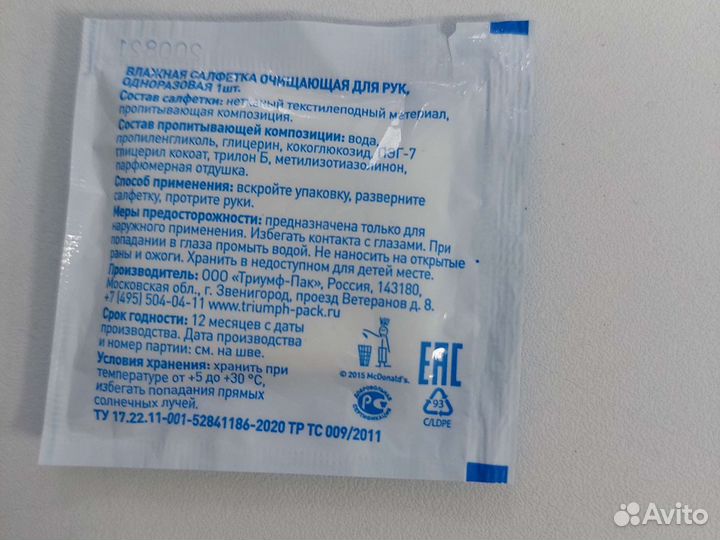 200821
ВЛАЖНАЯ САЛФЕТКА ОЧИЩАЮЩАЯ ДЛЯ РУК,
ОДНОРАЗОВАЯ 1шт.
Состав салфетки: нетканый текстилеподный материал,
пропитывающая композиция.
Состав пропитывающей композиции: вода,
пропиленгликоль, глицерин, кокоглюкозид, ПЭГ-7
глицерил кокоат, трилон Б, метилизотиазолинон,
парфюмерная отдушка.
Способ применения: вскройте упаковку, разверните
салфетку, протрите руки.
Меры предосторожности: предназначена только для
наружного применения. Избегать контакта с глазами. При
попадании в глаза промыть водой. Не наносить на открытые
раны и ожоги. Хранить в недоступном для детей месте.
Производитель: ООО «Триумф-Пак», Россия, 143180,
Московская обл., г. Звенигород, проезд Ветеранов д. 8.
+7 (495) 504-04-11 www.triumph-pack.ru
Срок годности: 12 месяцев с даты
производства. Дата производства
и номер партии: см. на шве.
Условия хранения: хранить при
температуре от +5 до +30 °С,
избегать попадания прямых
солнечных лучей.
© 2015 McDonald's.
ЕАС
ДОБРОВОЛЬНАЯ
РСТ
СЕРТИФИКАЦИЯ
93
C/LDPE
ТУ 17.22.11-001-52841186-2020 ТР ТС 009/2011
Avito